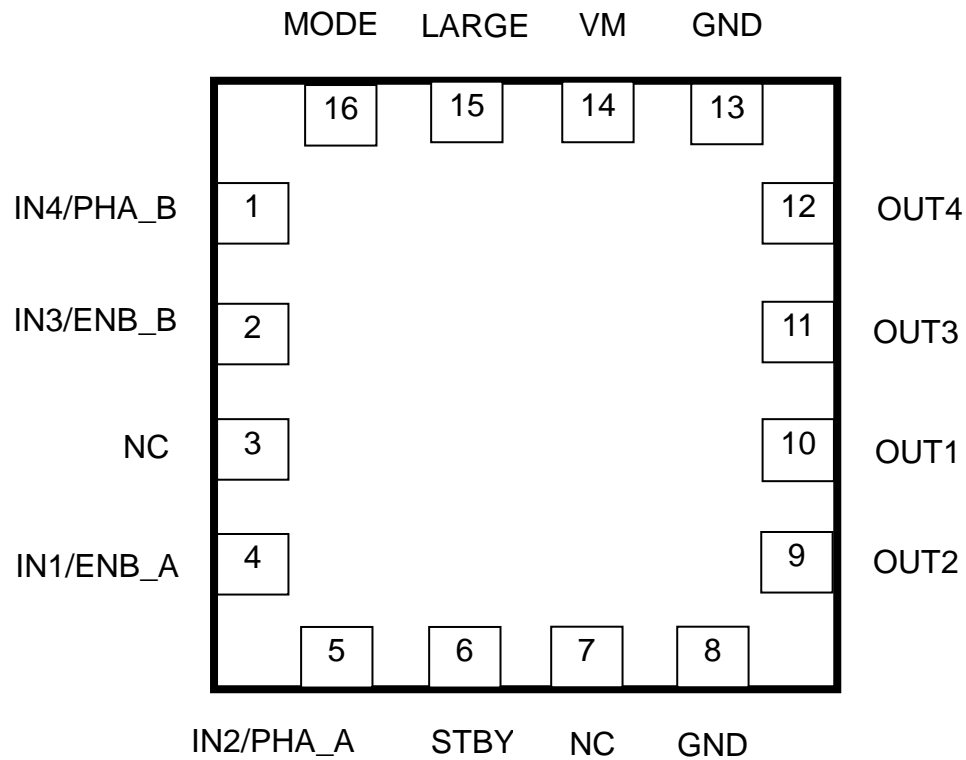 MODE LARGE VM GND
16 15 14 13
IN4/PHA_B 1 12 OUT4
IN3/ENB_B 2 11 OUT3
NC 3 10 OUT1
IN1/ENB_A 4 9 OUT2
5 6 7 8
IN2/PHA_A STBY NC GND